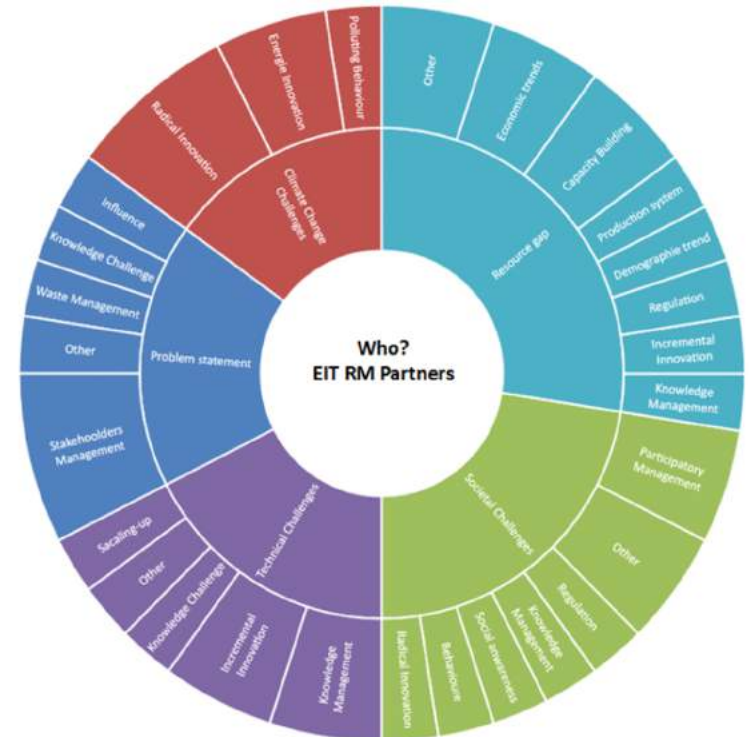 Who?
EIT RM Partners
Resource gap
Other
Economic trends
Capacity Building
Production system
Demographie trend
Regulation
Incremental
Innovation
Knowledge
Management
Societal Challenges
Participatory
Management
Other
Regulation
Knowledge
Management
Social anwareness
Behavioure
Radical Innovation
Technical Challenges
Knowledge
Management
Incremental
Innovation
Knowledge Challenge
Other
Sacaling-up
Problem statement
Stakehoolders
Management
Other
Waste Management
Knowledge Challenge
Influence
Climate Change
Challenges
Radical Innovation
Energie Innovation
Polluting Behaviour